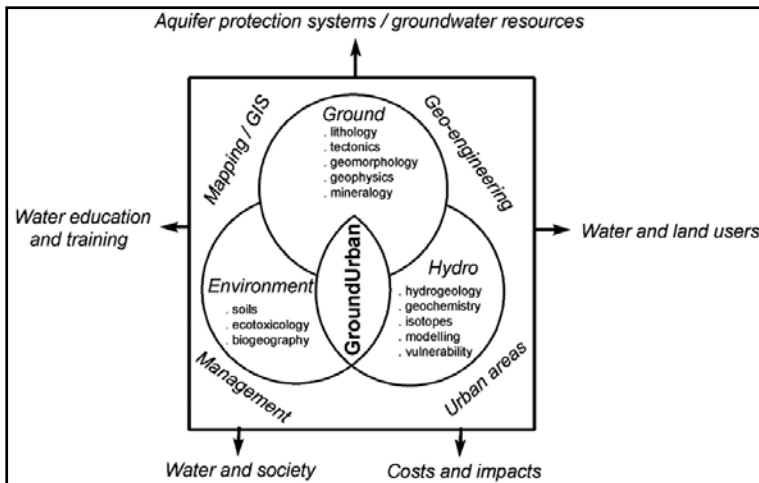 Aquifer protection systems / groundwater resources
Mapping / GIS
Geo-engineering
Ground
. lithology
. tectonics
. geomorphology
. geophysics
. mineralogy
Water education
and training
Water and land users
GroundUrban
Environment
. soils
. ecotoxicology
. biogeography
Hydro
. hydrogeology
. geochemistry
. isotopes
. modelling
. vulnerability
Management
Urban areas
Water and society
Costs and impacts